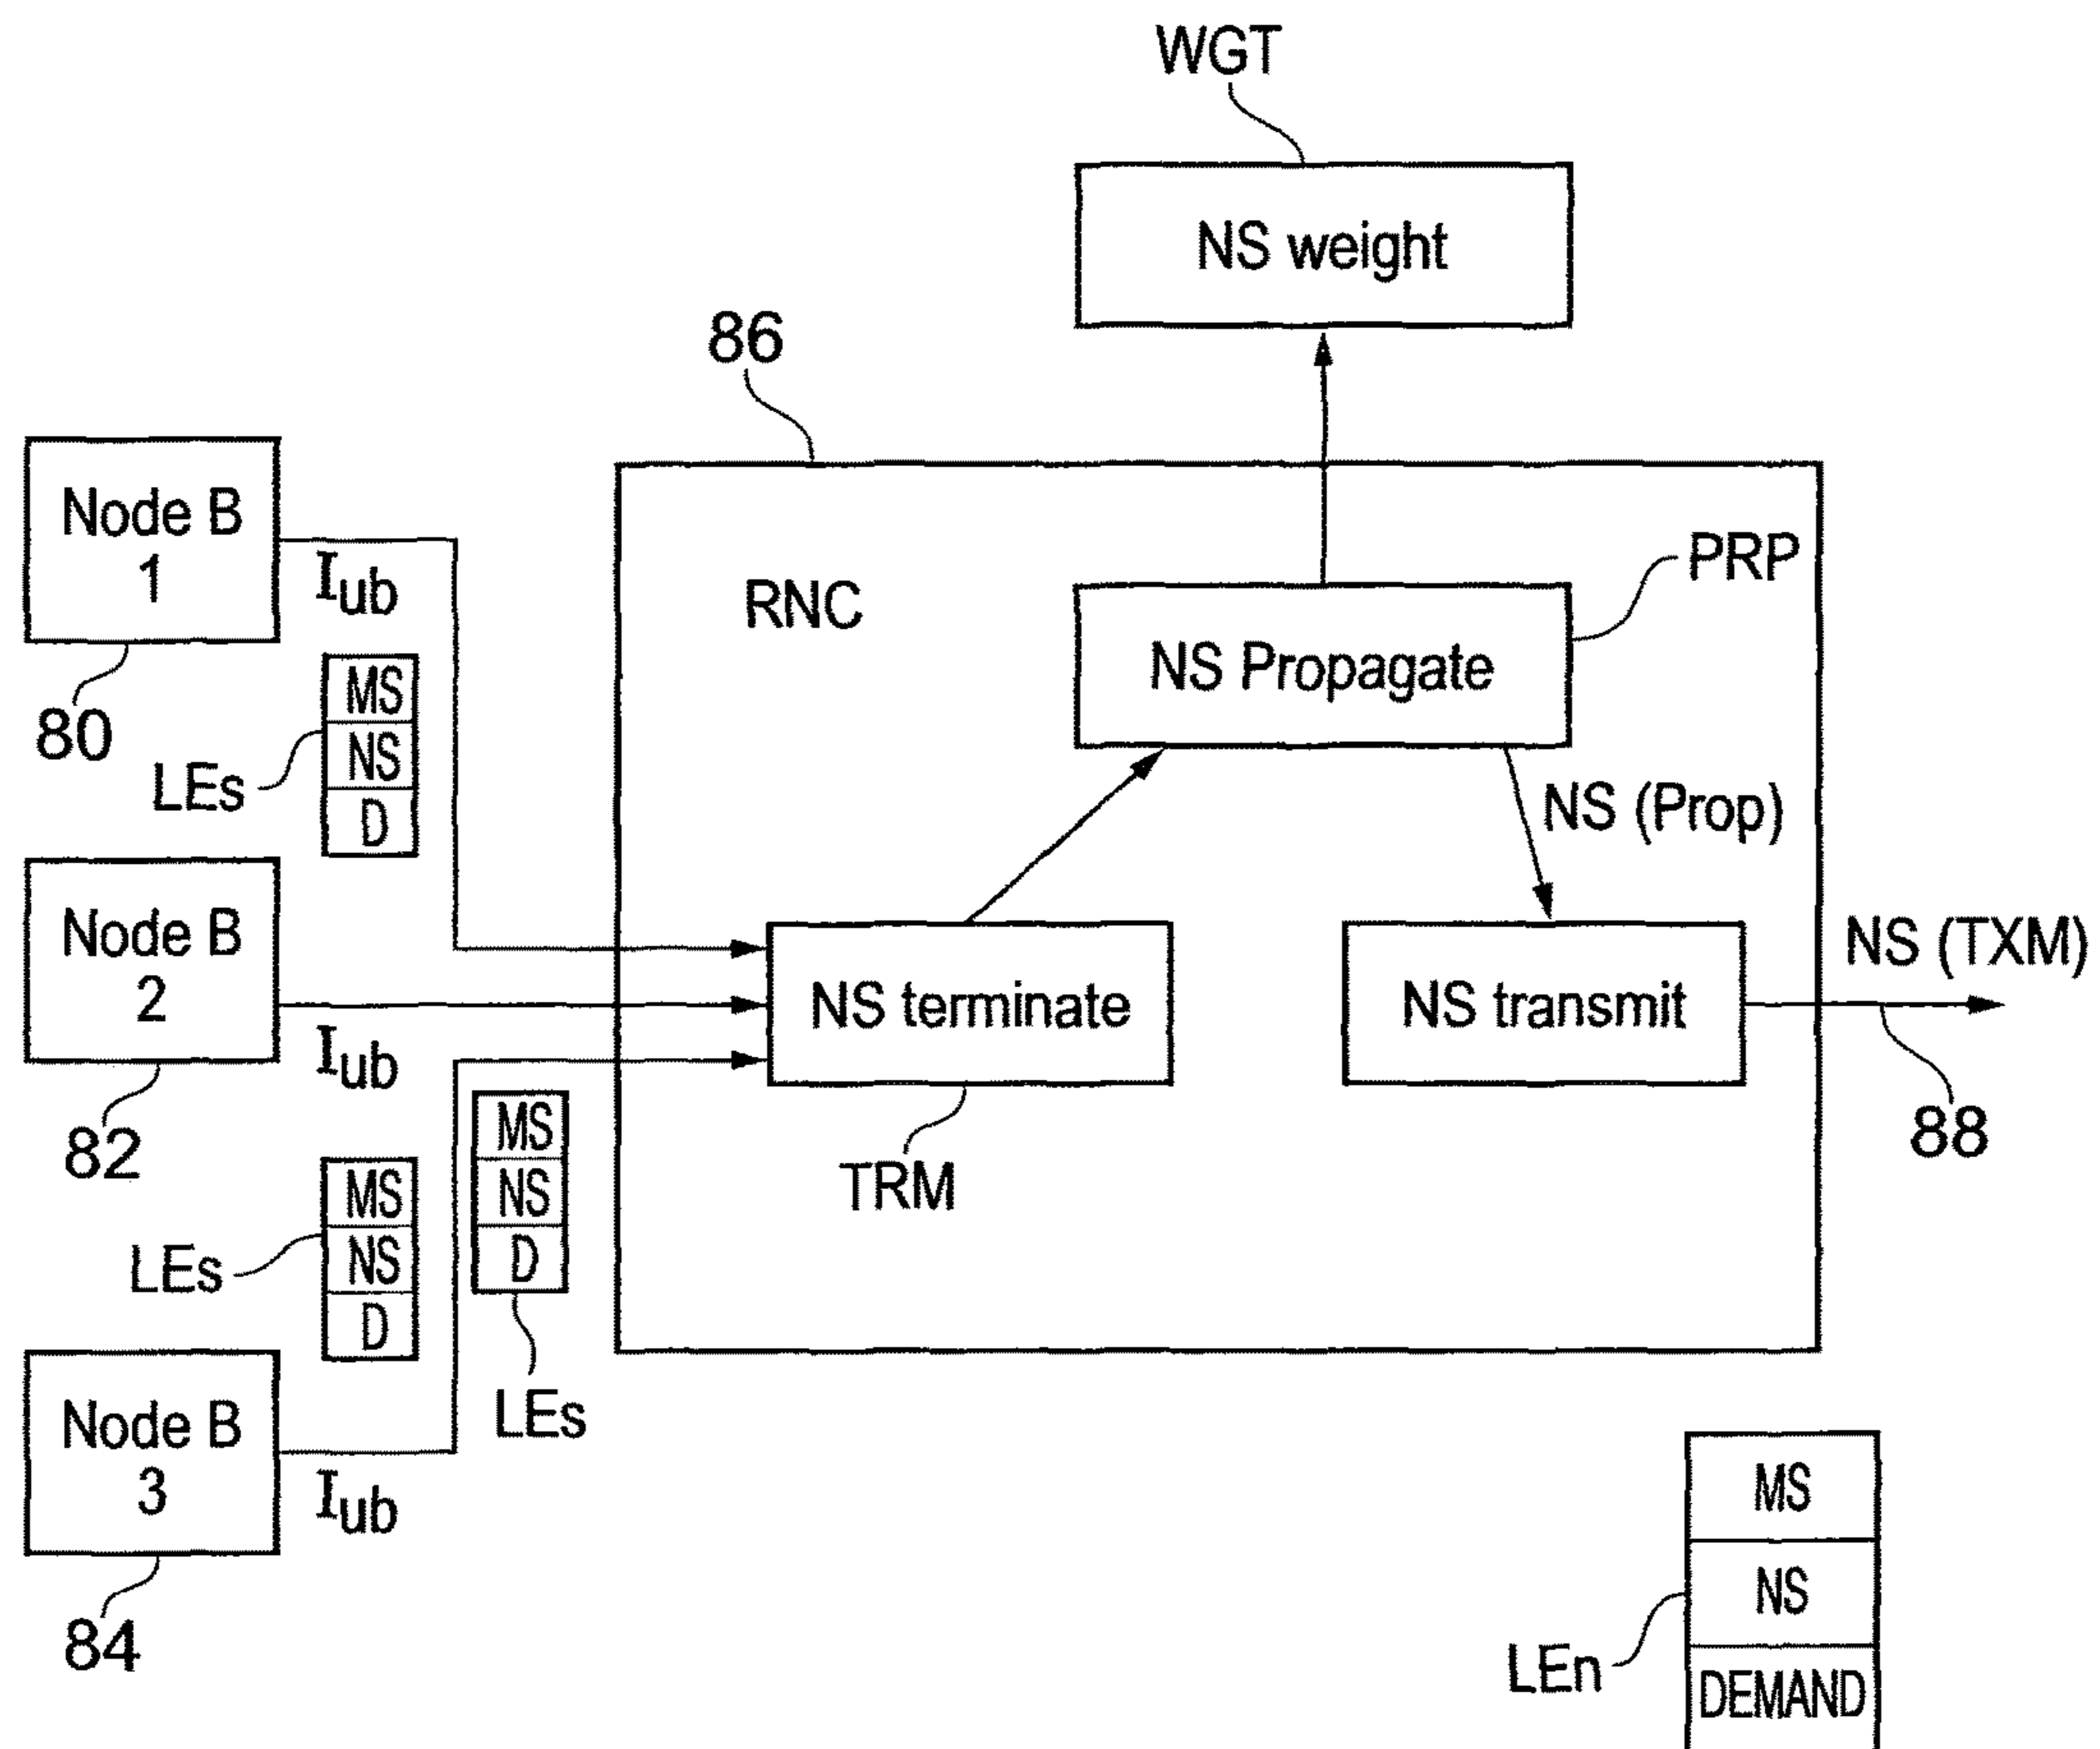 WGT
NS weight
86
Node B
1
Iub
RNC
PRP
NS Propagate
80
MS
NS
D
LEs
NS (Prop)
Node B
2
Iub
NS terminate
NS transmit
NS (TXM)
88
82
TRM
MS
NS
D
LEs
MS
NS
D
LEs
Node B
3
Iub
84
MS
NS
DEMAND
LEn